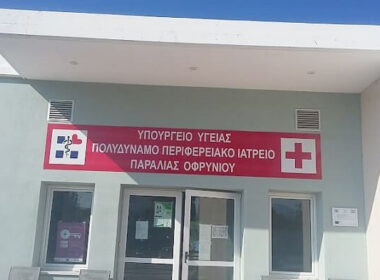 ΥΠΟΥΡΓΕΙΟ ΥΓΕΙΑΣ
ΠΟΛΥΔΥΝΑΜΟ ΠΕΡΙΦΕΡΕΙΑΚΟ ΙΑΤΡΕΙΟ
ΠΑΡΑΛΙΑΣ ΟΦΡΥΝΙΟΥ